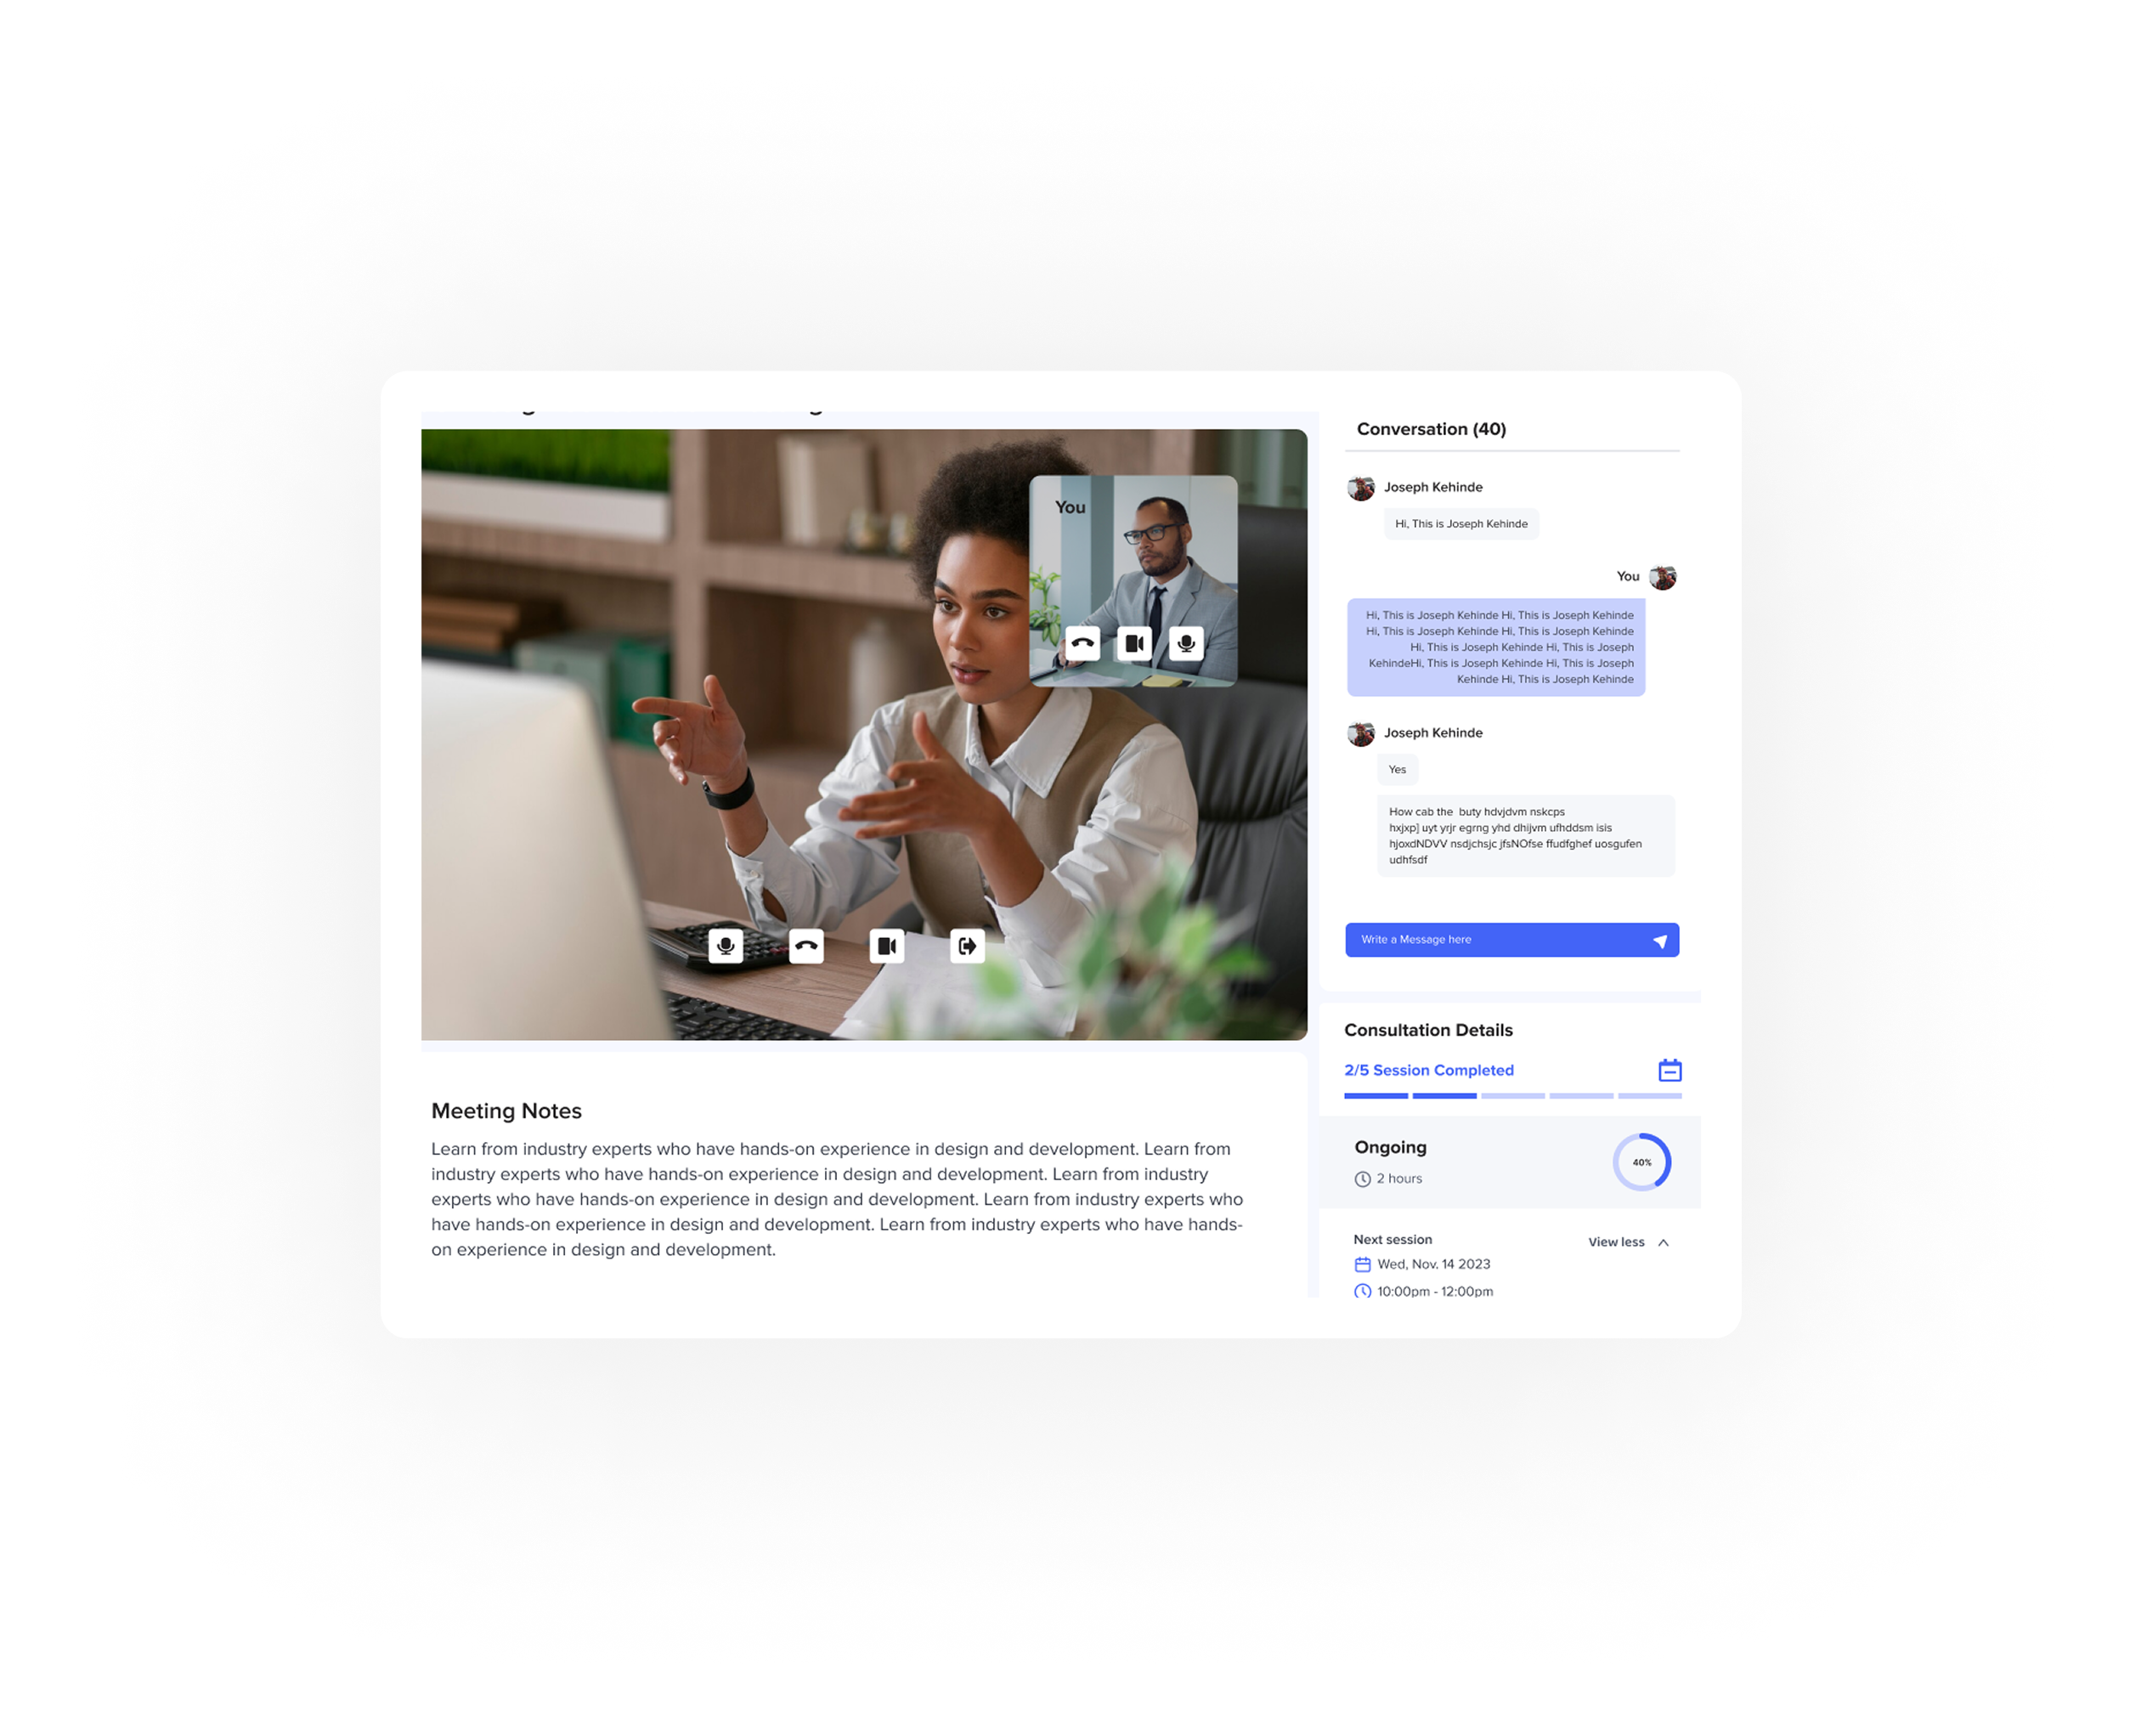 You
Meeting Notes
Learn from industry experts who have hands-on experience in design and development. Learn from
industry experts who have hands-on experience in design and development. Learn from industry
experts who have hands-on experience in design and development. Learn from industry experts who
have hands-on experience in design and development. Learn from industry experts who have hands-
on experience in design and development.
Conversation (40)
Joseph Kehinde
Hi, This is Joseph Kehinde
You
Hi, This is Joseph Kehinde Hi, This is Joseph Kehinde
Hi, This is Joseph Kehinde Hi, This is Joseph Kehinde
Hi, This is Joseph Kehinde Hi, This is Joseph
KehindeHi, This is Joseph Kehinde Hi, This is Joseph
Kehinde Hi, This is Joseph Kehinde
Joseph Kehinde
Yes
How cab the  buty hdvjdvm nskcps
hxjxp] uyt yrjr egrng yhd dhijvm ufhddsm isis
hjoxdNDVV nsdjchsjc jfsNOfse ffudfghef uosgufen
udhfsdf
Write a Message here
Consultation Details
2/5 Session Completed
Ongoing
2 hours
40%
Next session
View less
Wed, Nov. 14 2023
10:00pm - 12:00pm